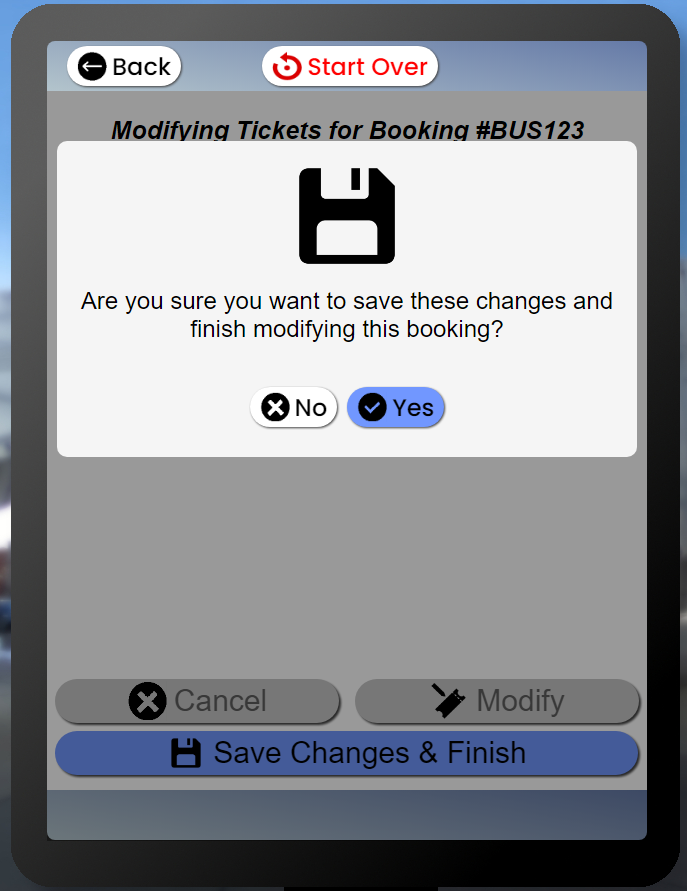 Back
Start Over
Modifying Tickets for Booking #BUS123
Are you sure you want to save these changes and
finish modifying this booking?
No
Yes
Cancel
Modify
Save Changes & Finish